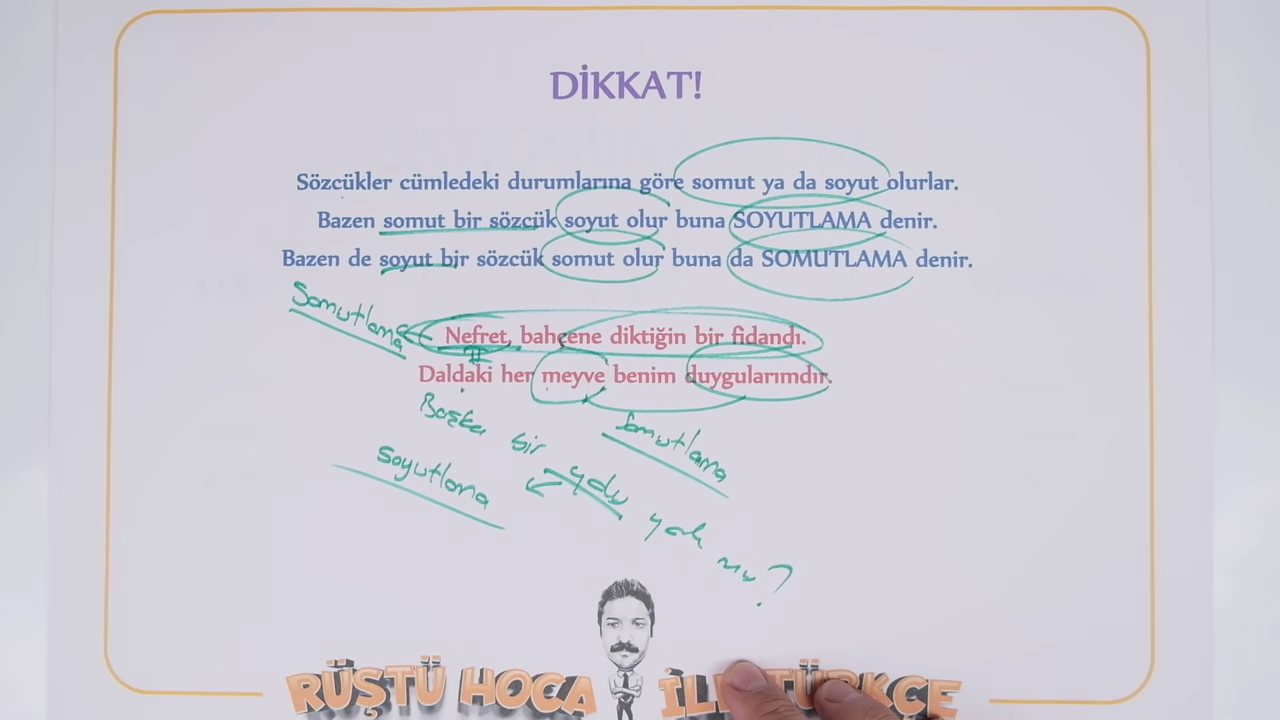 DİKKAT!
Sözcükler cümledeki durumlarına göre somut ya da soyut olurlar.
Bazen somut bir sözcük soyut olur buna SOYUTLAMA denir.
Bazen de soyut bir sözcük somut olur buna da SOMUTLAMA denir.
Somutlama
Nefret, bahçene diktiğin bir fidandı.
Daldaki her meyve benim duygularımdır.
Başka bir yolu yok mu?
Somutlama
Soyutlama
RÜŞTÜ HOCA İLE TÜRKÇE